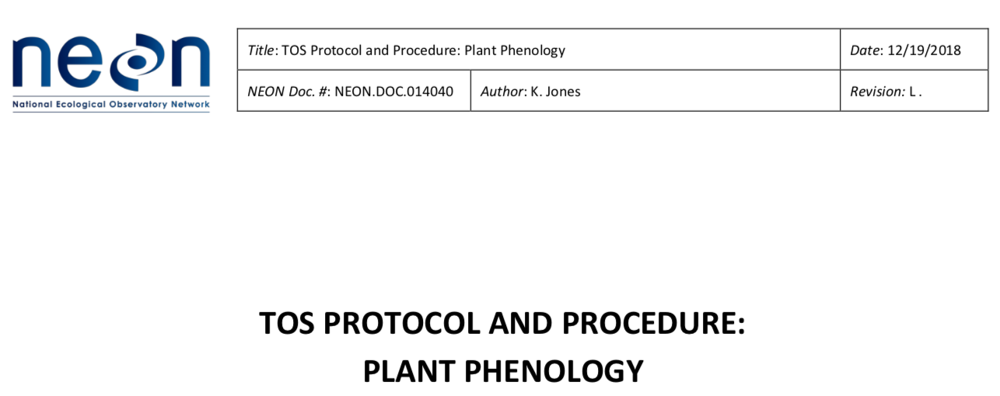 neon
National Ecological Observatory Network
Title: TOS Protocol and Procedure: Plant Phenology
Date: 12/19/2018
NEON Doc. #: NEON.DOC.014040
Author: K. Jones
Revision: L .
TOS PROTOCOL AND PROCEDURE:
PLANT PHENOLOGY